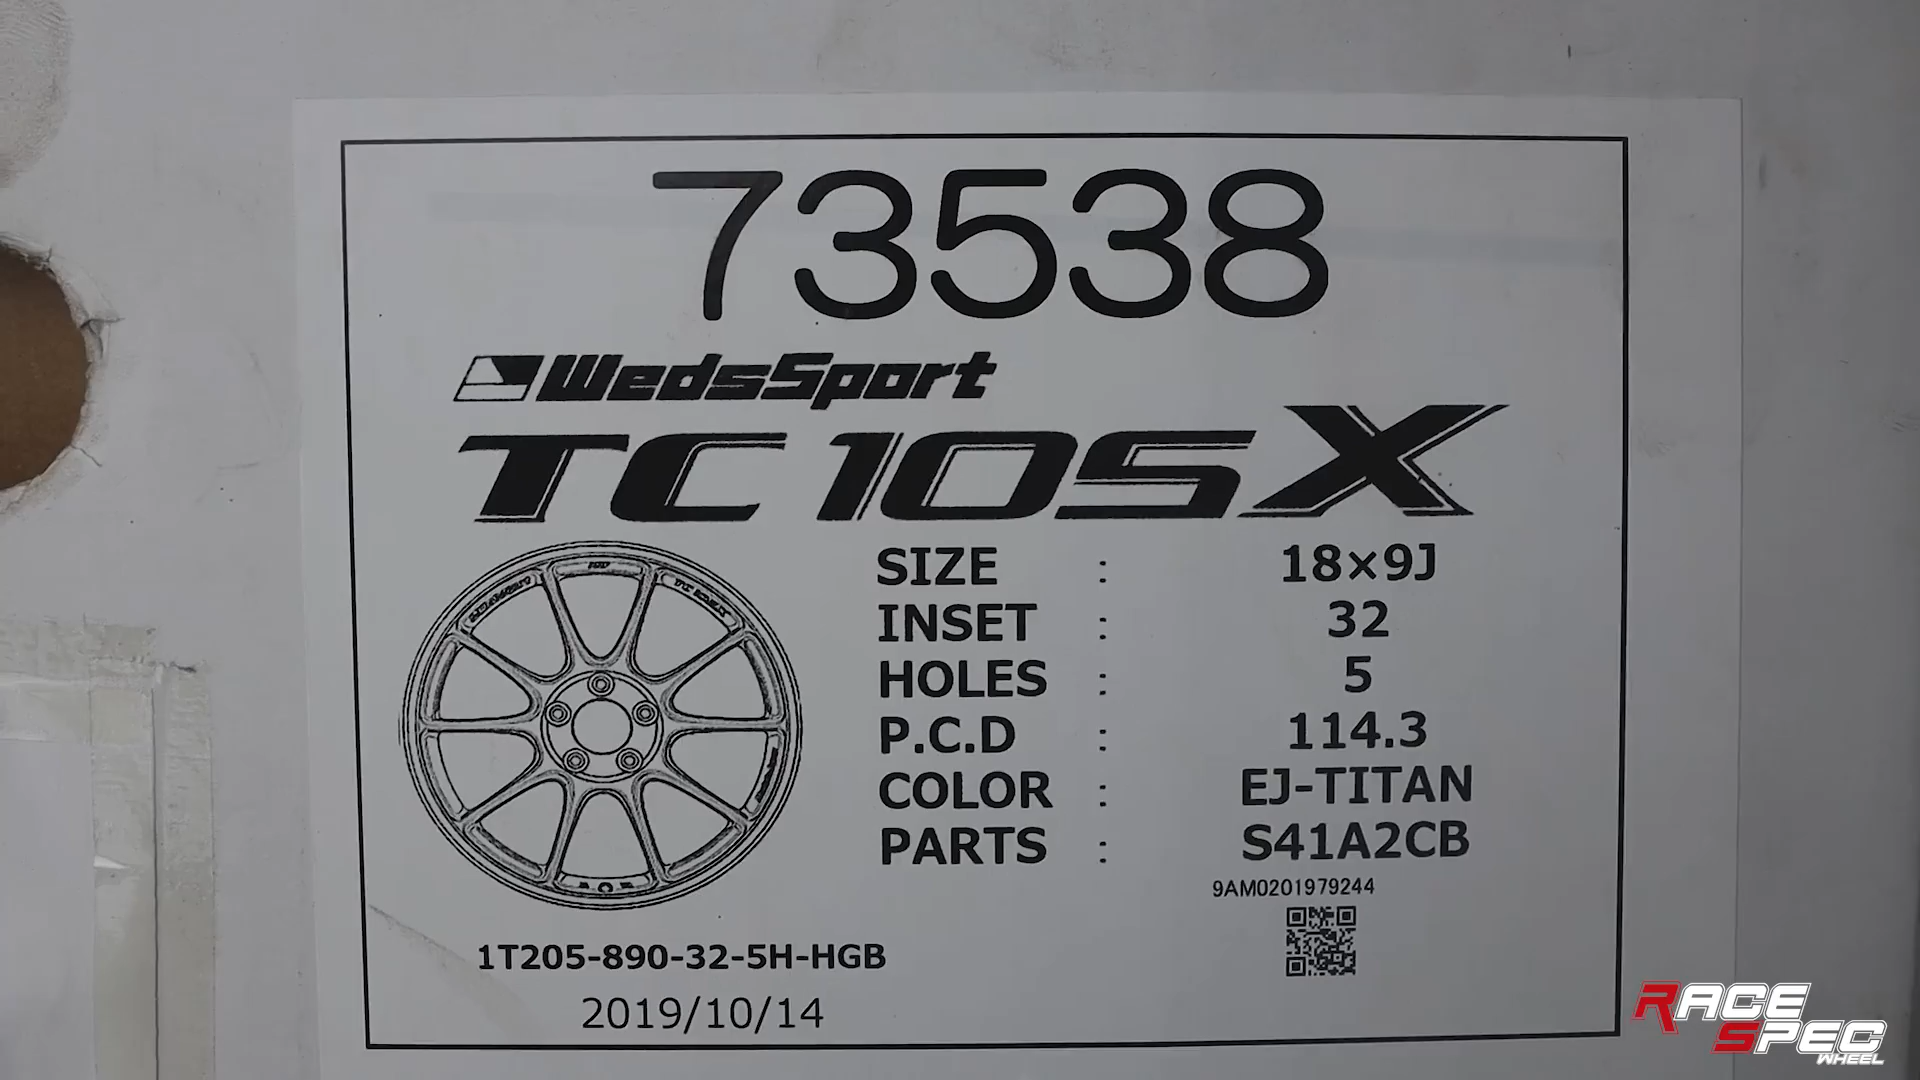 73538
WedsSport
TC105X
SIZE : 18×9J
INSET : 32
HOLES : 5
P.C.D : 114.3
COLOR : EJ-TITAN
PARTS : S41A2CB
9AM0201979244
1T205-890-32-5H-HGB
2019/10/14
RACE
SPEC
WHEEL